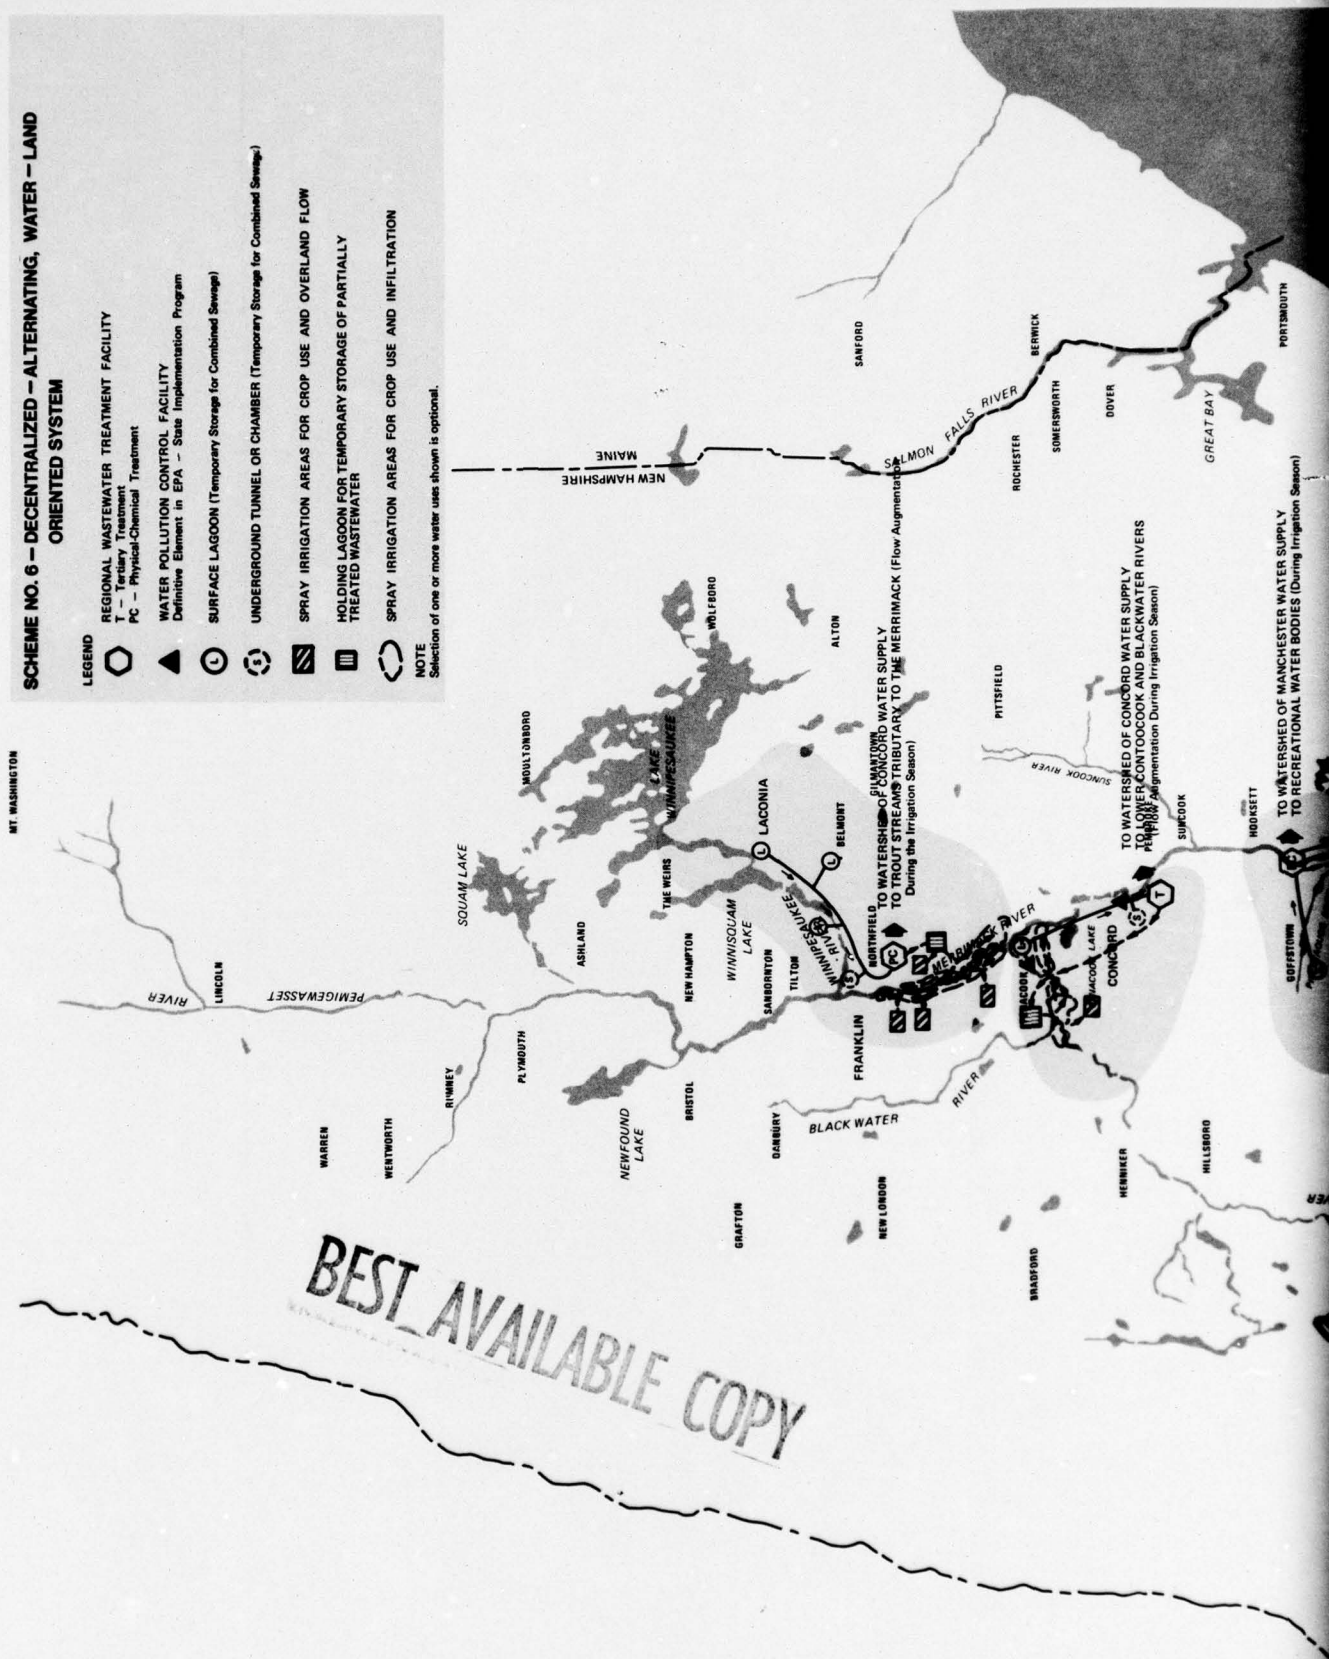 SCHEME NO. 6 – DECENTRALIZED – ALTERNATING, WATER – LAND
ORIENTED SYSTEM
LEGEND
REGIONAL WASTEWATER TREATMENT FACILITY
T – Tertiary Treatment
PC – Physical-Chemical Treatment
WATER POLLUTION CONTROL FACILITY
Definitive Element in EPA – State Implementation Program
L
SURFACE LAGOON (Temporary Storage for Combined Sewage)
S
UNDERGROUND TUNNEL OR CHAMBER (Temporary Storage for Combined Sewage)
SPRAY IRRIGATION AREAS FOR CROP USE AND OVERLAND FLOW
HOLDING LAGOON FOR TEMPORARY STORAGE OF PARTIALLY
TREATED WASTEWATER
SPRAY IRRIGATION AREAS FOR CROP USE AND INFILTRATION
NOTE
Selection of one or more water uses shown is optional.
MT. WASHINGTON
LINCOLN
PEMIGEWASSET
RIVER
WARREN
WENTWORTH
RUMNEY
PLYMOUTH
ASHLAND
SQUAM LAKE
MOULTONBORO
LAKE
WINNIPESAUKEE
WOLFBORO
NEW HAMPSHIRE
MAINE
NEWFOUND
LAKE
BRISTOL
NEW HAMPTON
THE WEIRS
WINNISQUAM
LAKE
SANBORNTON
TILTON
L
LACONIA
L
BELMONT
WINNIPESAUKEE
RIVER
S
GRAFTON
DANBURY
BLACK WATER
RIVER
NEW LONDON
FRANKLIN
NORTHFIELD
PC
GILMANTOWN
ALTON
TO WATERSHED OF CONCORD WATER SUPPLY
TO TROUT STREAMS TRIBUTARY TO THE MERRIMACK (Flow Augmentation
During the Irrigation Season)
SANFORD
SALMON FALLS RIVER
ROCHESTER
BERWICK
SOMERSWORTH
DOVER
GREAT BAY
PORTSMOUTH
PITTSFIELD
SUNCOOK RIVER
MERRIMACK RIVER
CONCORD
S
T
TO WATERSHED OF CONCORD WATER SUPPLY
TO LOWER CONTOOCOOK AND BLACKWATER RIVERS
(Flow Augmentation During Irrigation Season)
SUNCOOK
HOOKSETT
TO WATERSHED OF MANCHESTER WATER SUPPLY
TO RECREATIONAL WATER BODIES (During Irrigation Season)
GOFFSTOWN
BRADFORD
HENNIKER
HILLSBORO
BEST AVAILABLE COPY